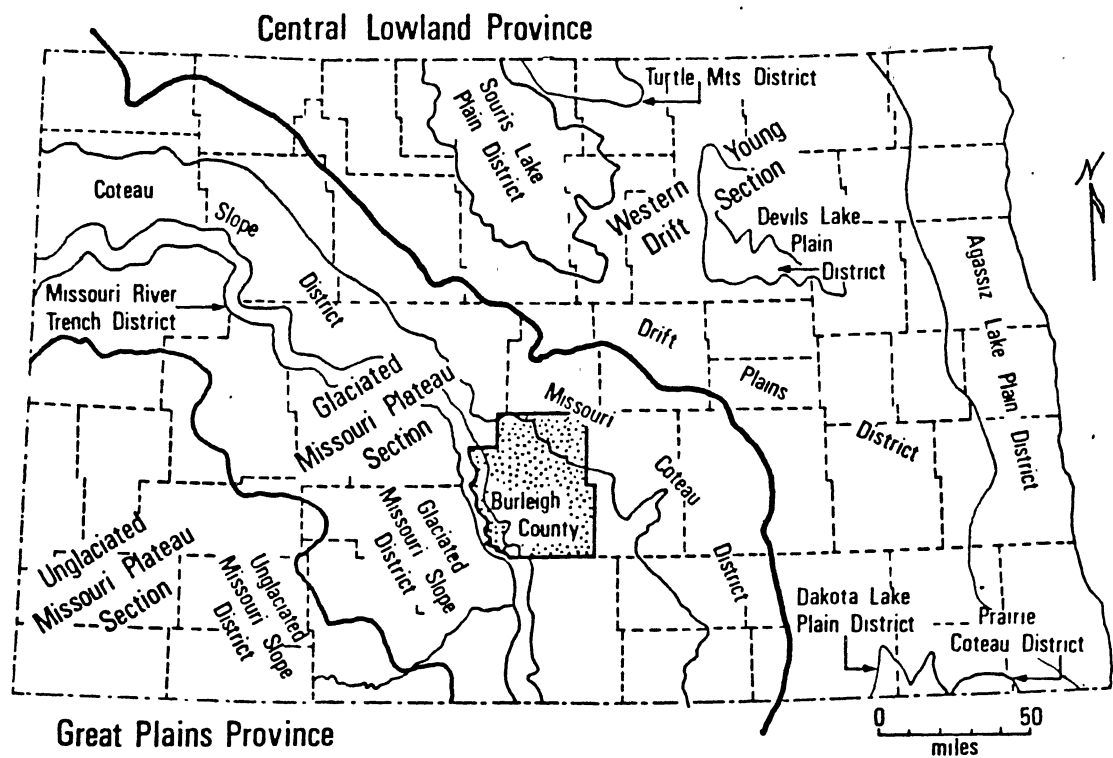 Central Lowland Province
Turtle Mts District
Souris Lake
Plain District
Young
Section
Western
Drift
Devils Lake
Plain
District
Coteau
Slope
District
Missouri River
Trench District
Agassiz
Lake Plain
District
N
Drift
Plains
District
Glaciated
Missouri Plateau
Section
Missouri
Coteau
District
Burleigh
County
Glaciated
Missouri Slope
District
Unglaciated
Missouri Plateau
Section
Unglaciated
Missouri Slope
District
Dakota Lake
Plain District
Prairie
Coteau District
Great Plains Province
0 50
miles